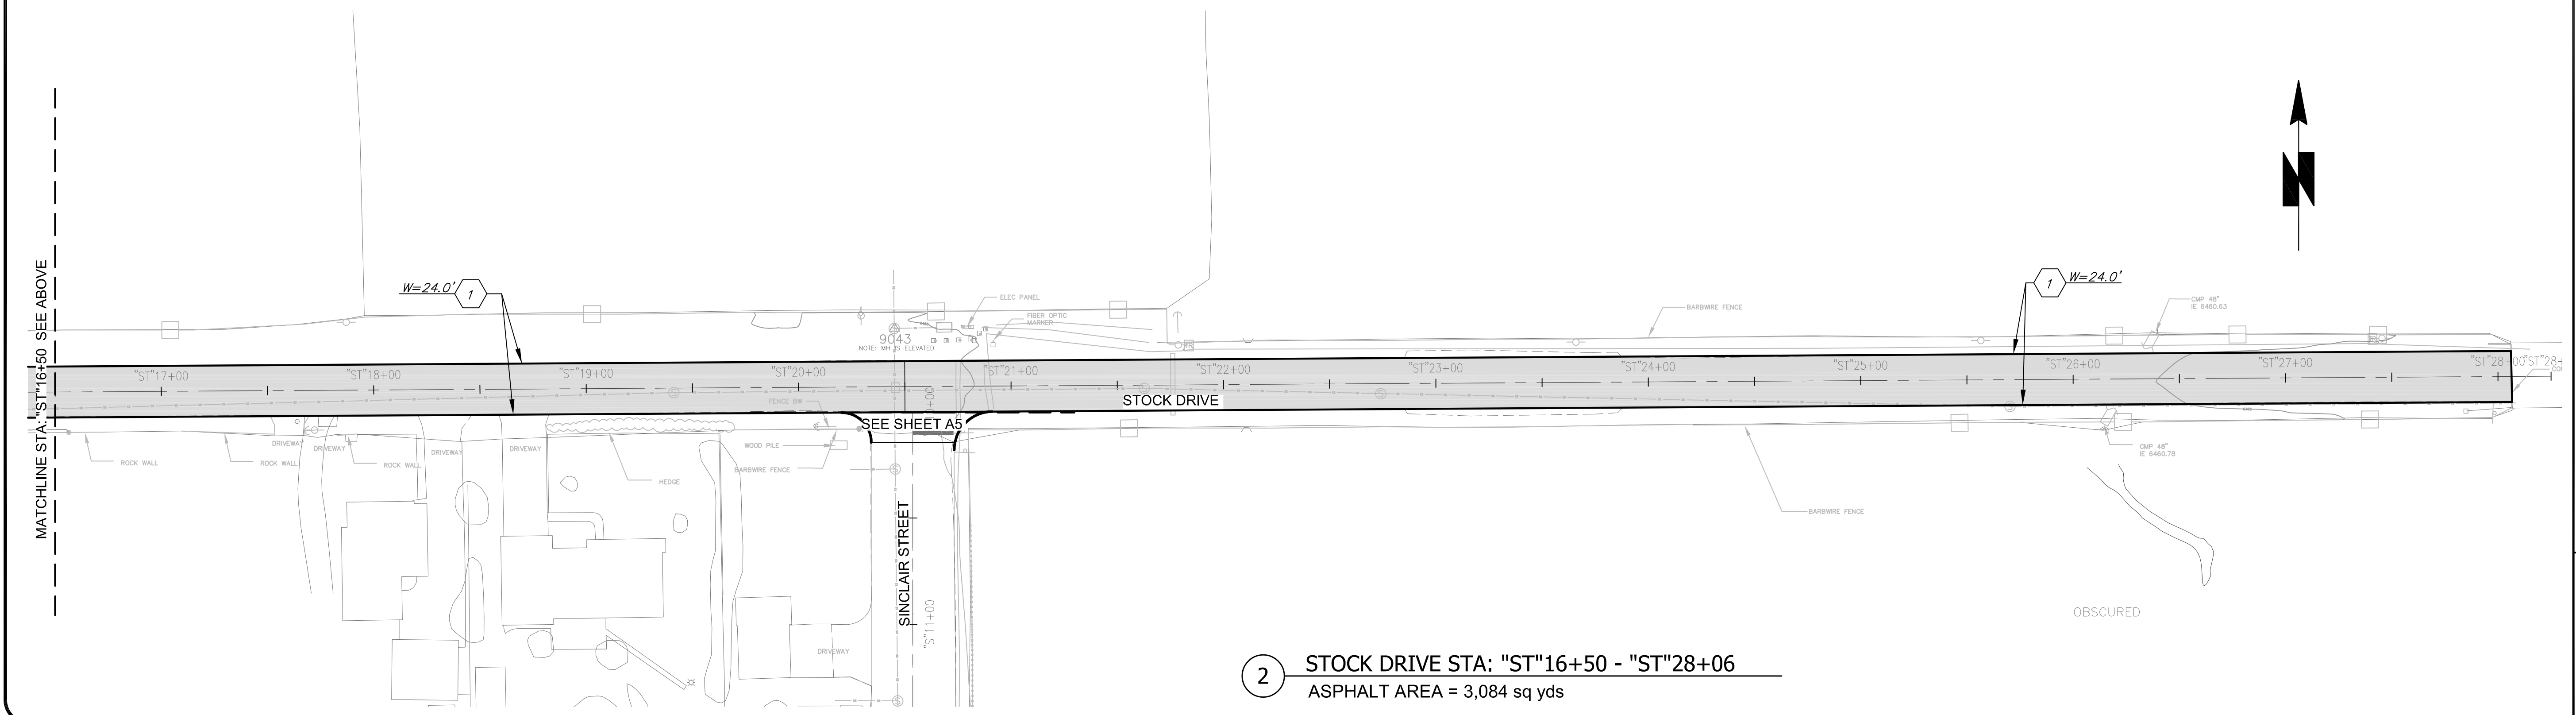 MATCHLINE STA: "ST"16+50 SEE ABOVE
W=24.0'
1
1
W=24.0'
N
ELEC PANEL
FIBER OPTIC
MARKER
BARBWIRE FENCE
CMP 48"
IE 6460.63
9043
NOTE: MH IS ELEVATED
"ST"17+00
"ST"18+00
"ST"19+00
"ST"20+00
"ST"21+00
"ST"22+00
"ST"23+00
"ST"24+00
"ST"25+00
"ST"26+00
"ST"27+00
"ST"28+00
FENCE BW
STOCK DRIVE
SEE SHEET A5
ROCK WALL
ROCK WALL
DRIVEWAY
DRIVEWAY
ROCK WALL
DRIVEWAY
DRIVEWAY
HEDGE
WOOD PILE
BARBWIRE FENCE
CMP 48"
IE 6460.78
BARBWIRE FENCE
SINCLAIR STREET
"S"11+00
DRIVEWAY
OBSCURED
2
STOCK DRIVE STA: "ST"16+50 - "ST"28+06
ASPHALT AREA = 3,084 sq yds